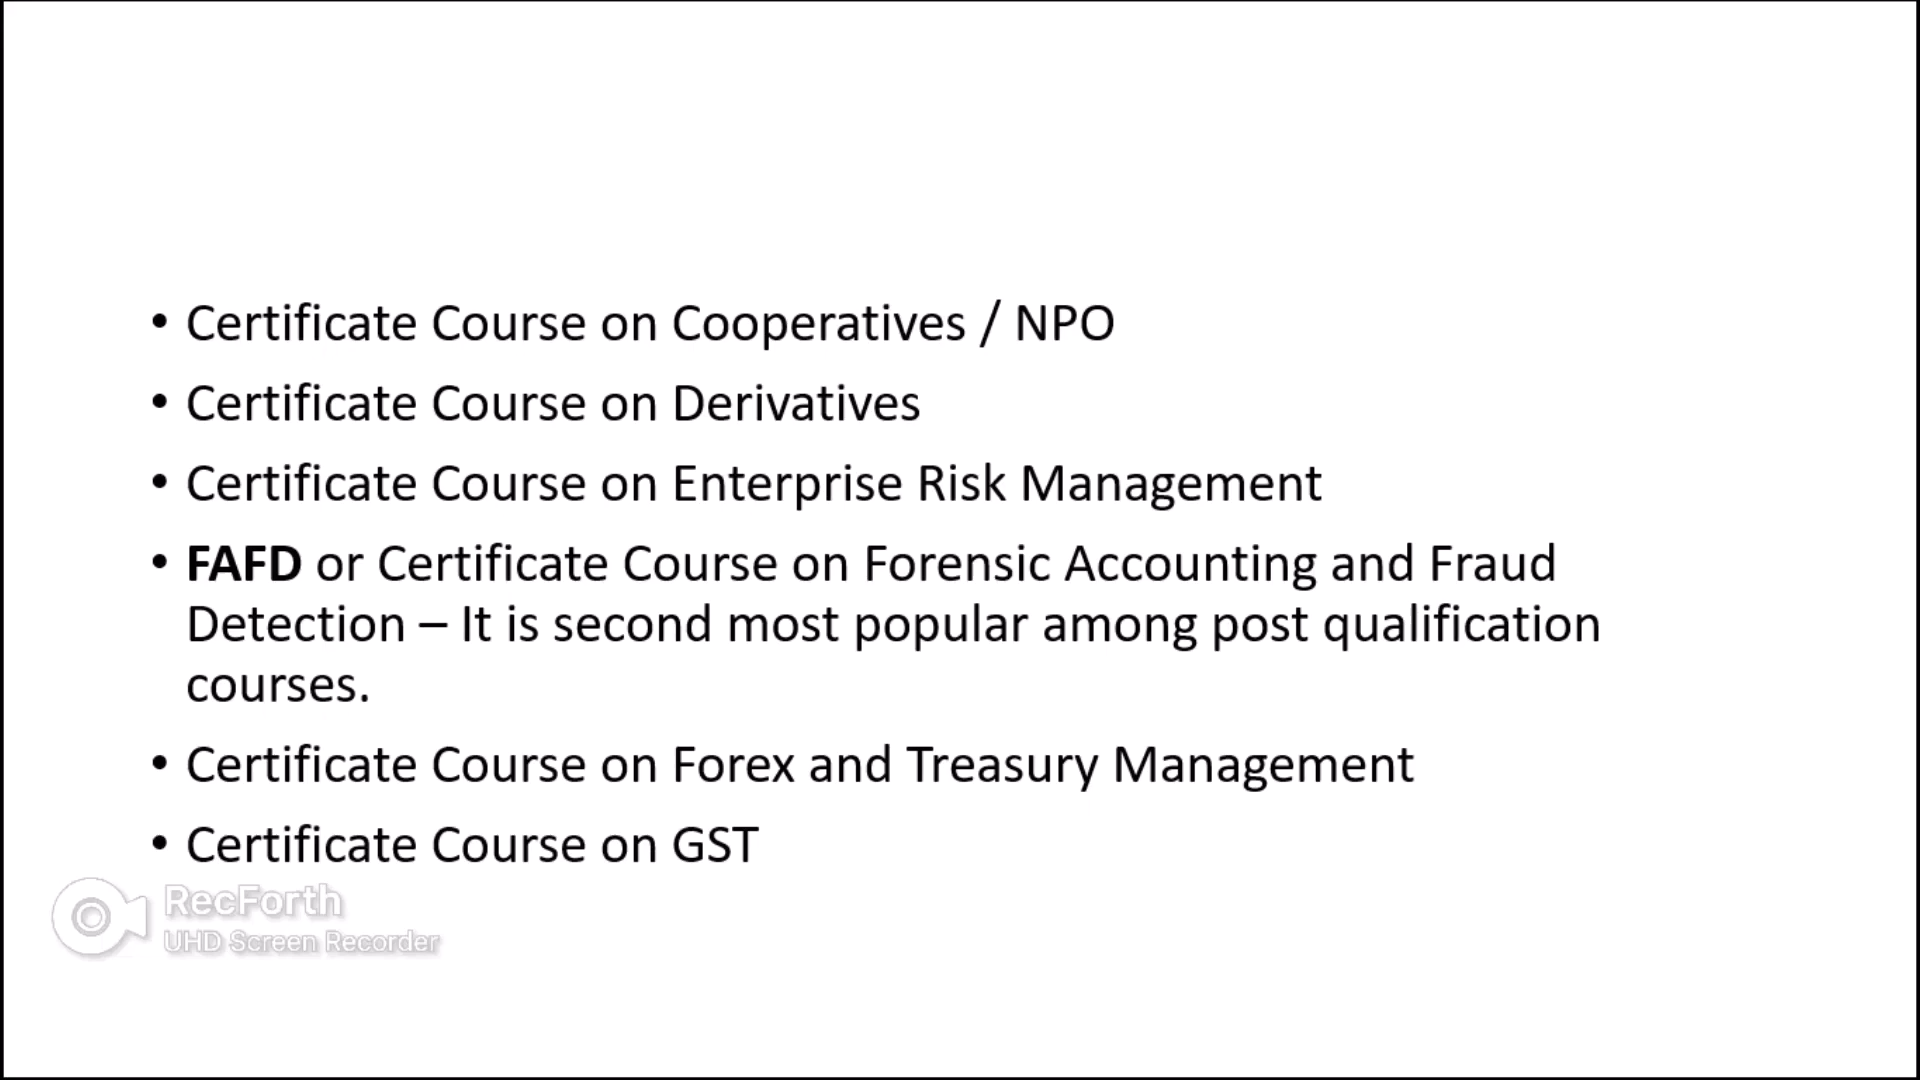 • Certificate Course on Cooperatives / NPO
• Certificate Course on Derivatives
• Certificate Course on Enterprise Risk Management
• FAFD or Certificate Course on Forensic Accounting and Fraud
Detection – It is second most popular among post qualification
courses.
• Certificate Course on Forex and Treasury Management
• Certificate Course on GST
RecForth
UHD Screen Recorder